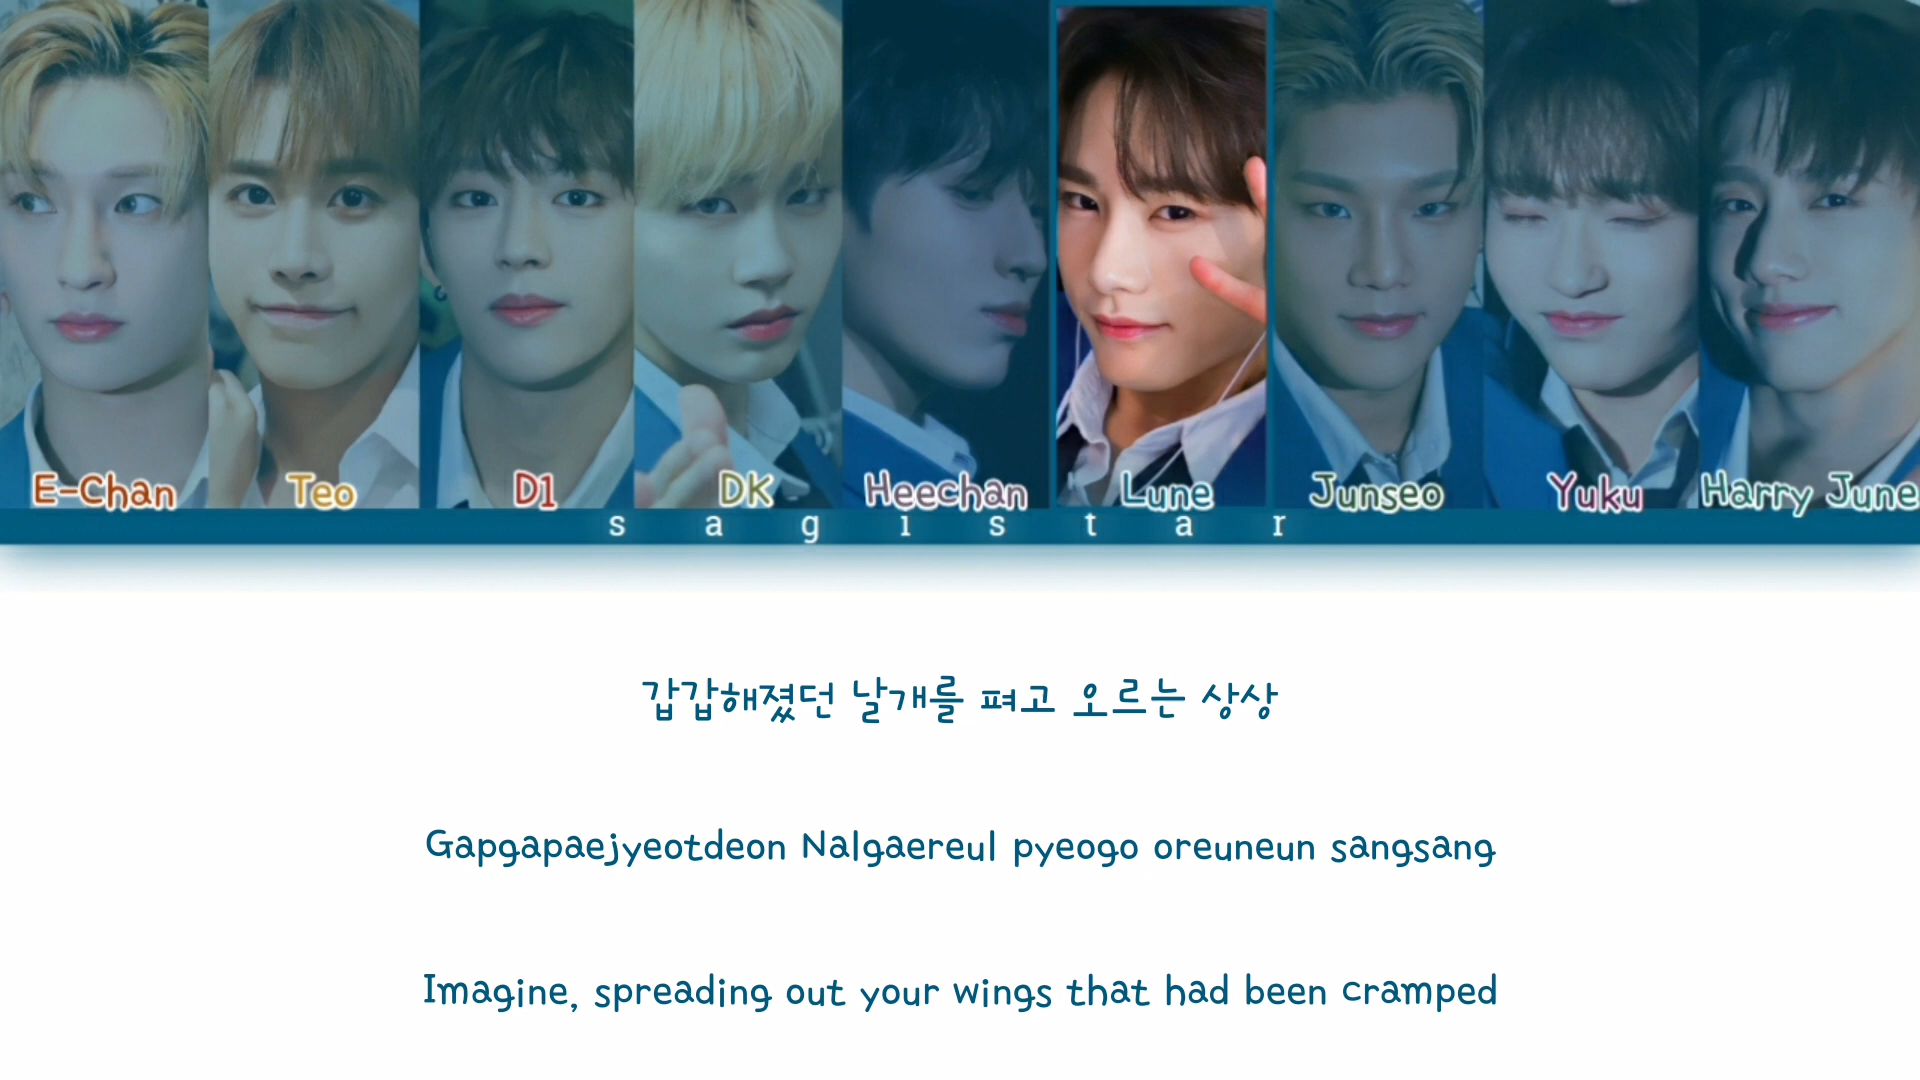 E-Chan Teo D1 DK Heechan Lune Junseo Yuku Harry June
s a g i s t a r
갑갑해졌던 날개를 펴고 오르는 상상
Gapgapaejyeotdeon Nalgaereul pyeogo oreuneun sangsang
Imagine, spreading out your wings that had been cramped